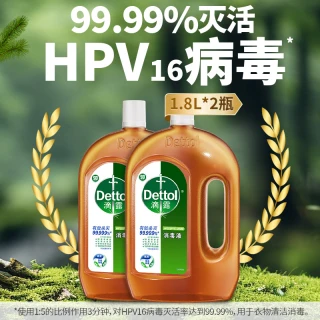 99.99%灭活
HPV16病毒*
1.8L*2瓶
Dettol
滴露
Dettol
滴露
消毒液
消毒液
*使用1:5的比例作用3分钟,对HPV16病毒灭活率达到99.99%,用于衣物清洁消毒。